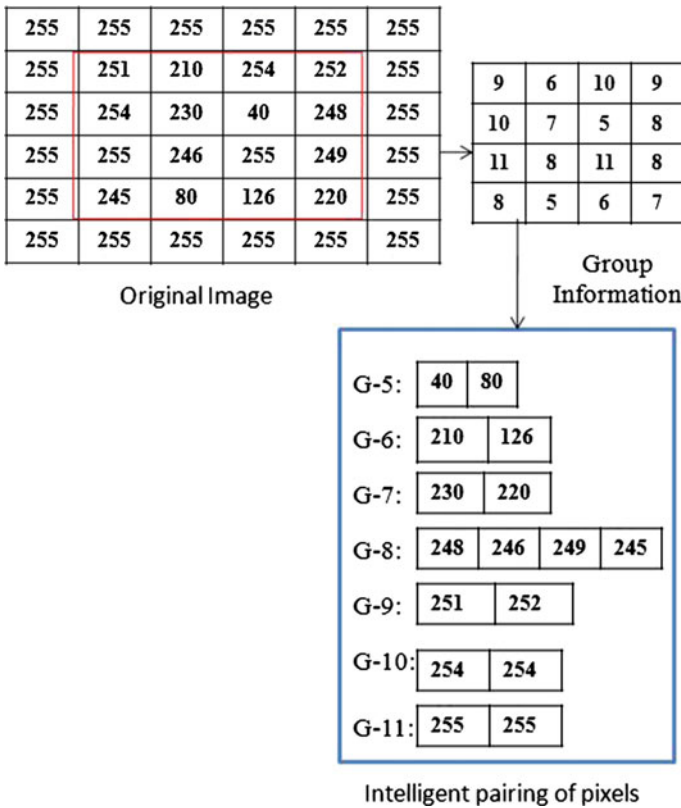 255 255 255 255 255 255
255 251 210 254 252 255
255 254 230 40 248 255
255 255 246 255 249 255
255 245 80 126 220 255
255 255 255 255 255 255
Original Image
9 6 10 9
10 7 5 8
11 8 11 8
8 5 6 7
Group
Information
G-5: 40 80
G-6: 210 126
G-7: 230 220
G-8: 248 246 249 245
G-9: 251 252
G-10: 254 254
G-11: 255 255
Intelligent pairing of pixels